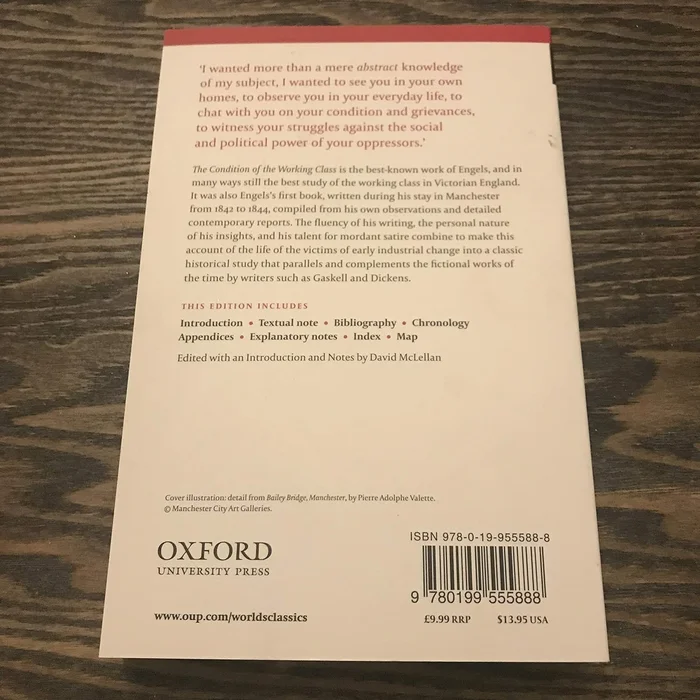 ‘I wanted more than a mere abstract knowledge
of my subject, I wanted to see you in your own
homes, to observe you in your everyday life, to
chat with you on your condition and grievances,
to witness your struggles against the social
and political power of your oppressors.’
The Condition of the Working Class is the best-known work of Engels, and in
many ways still the best study of the working class in Victorian England.
It was also Engels's first book, written during his stay in Manchester
from 1842 to 1844, compiled from his own observations and detailed
contemporary reports. The fluency of his writing, the personal nature
of his insights, and his talent for mordant satire combine to make this
account of the life of the victims of early industrial change into a classic
historical study that parallels and complements the fictional works of
the time by writers such as Gaskell and Dickens.
THIS EDITION INCLUDES
Introduction • Textual note • Bibliography • Chronology
Appendices • Explanatory notes • Index • Map
Edited with an Introduction and Notes by David McLellan
Cover illustration: detail from Bailey Bridge, Manchester, by Pierre Adolphe Valette.
© Manchester City Art Galleries.
OXFORD
UNIVERSITY PRESS
www.oup.com/worldsclassics
ISBN 978-0-19-955588-8
9 780199 555888
£9.99 RRP $13.95 USA